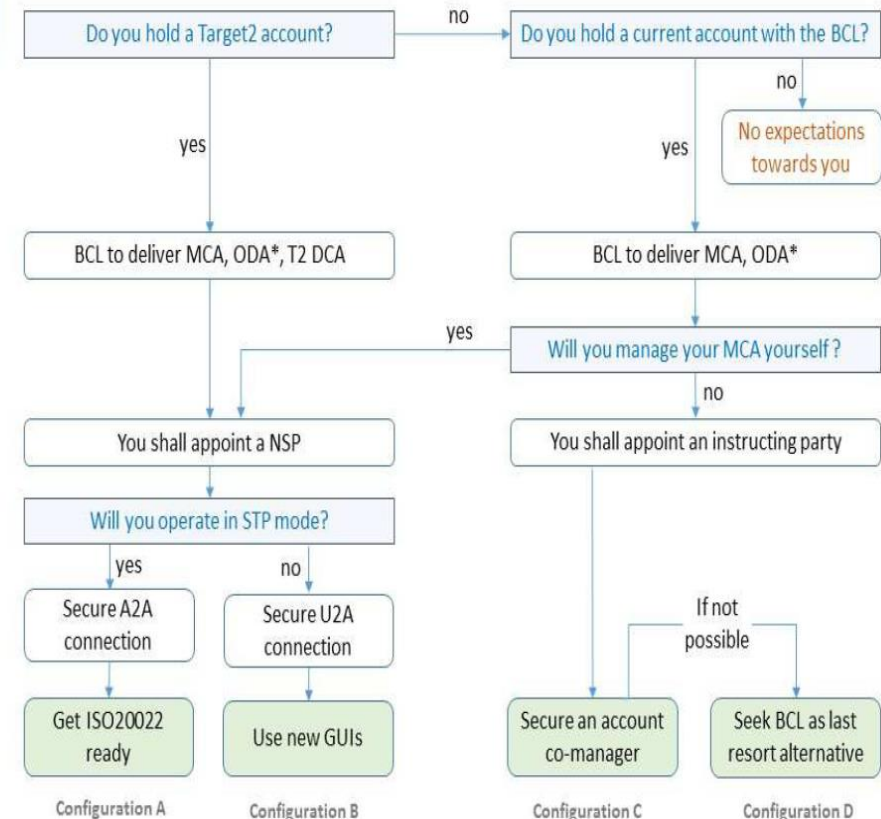 Do you hold a Target2 account?
no
Do you hold a current account with the BCL?
no
No expectations
towards you
yes
yes
BCL to deliver MCA, ODA*, T2 DCA
BCL to deliver MCA, ODA*
yes
Will you manage your MCA yourself ?
no
You shall appoint a NSP
You shall appoint an instructing party
Will you operate in STP mode?
yes
no
Secure A2A
connection
Secure U2A
connection
If not
possible
Get ISO20022
ready
Use new GUIs
Secure an account
co-manager
Seek BCL as last
resort alternative
Configuration A
Configuration B
Configuration C
Configuration D